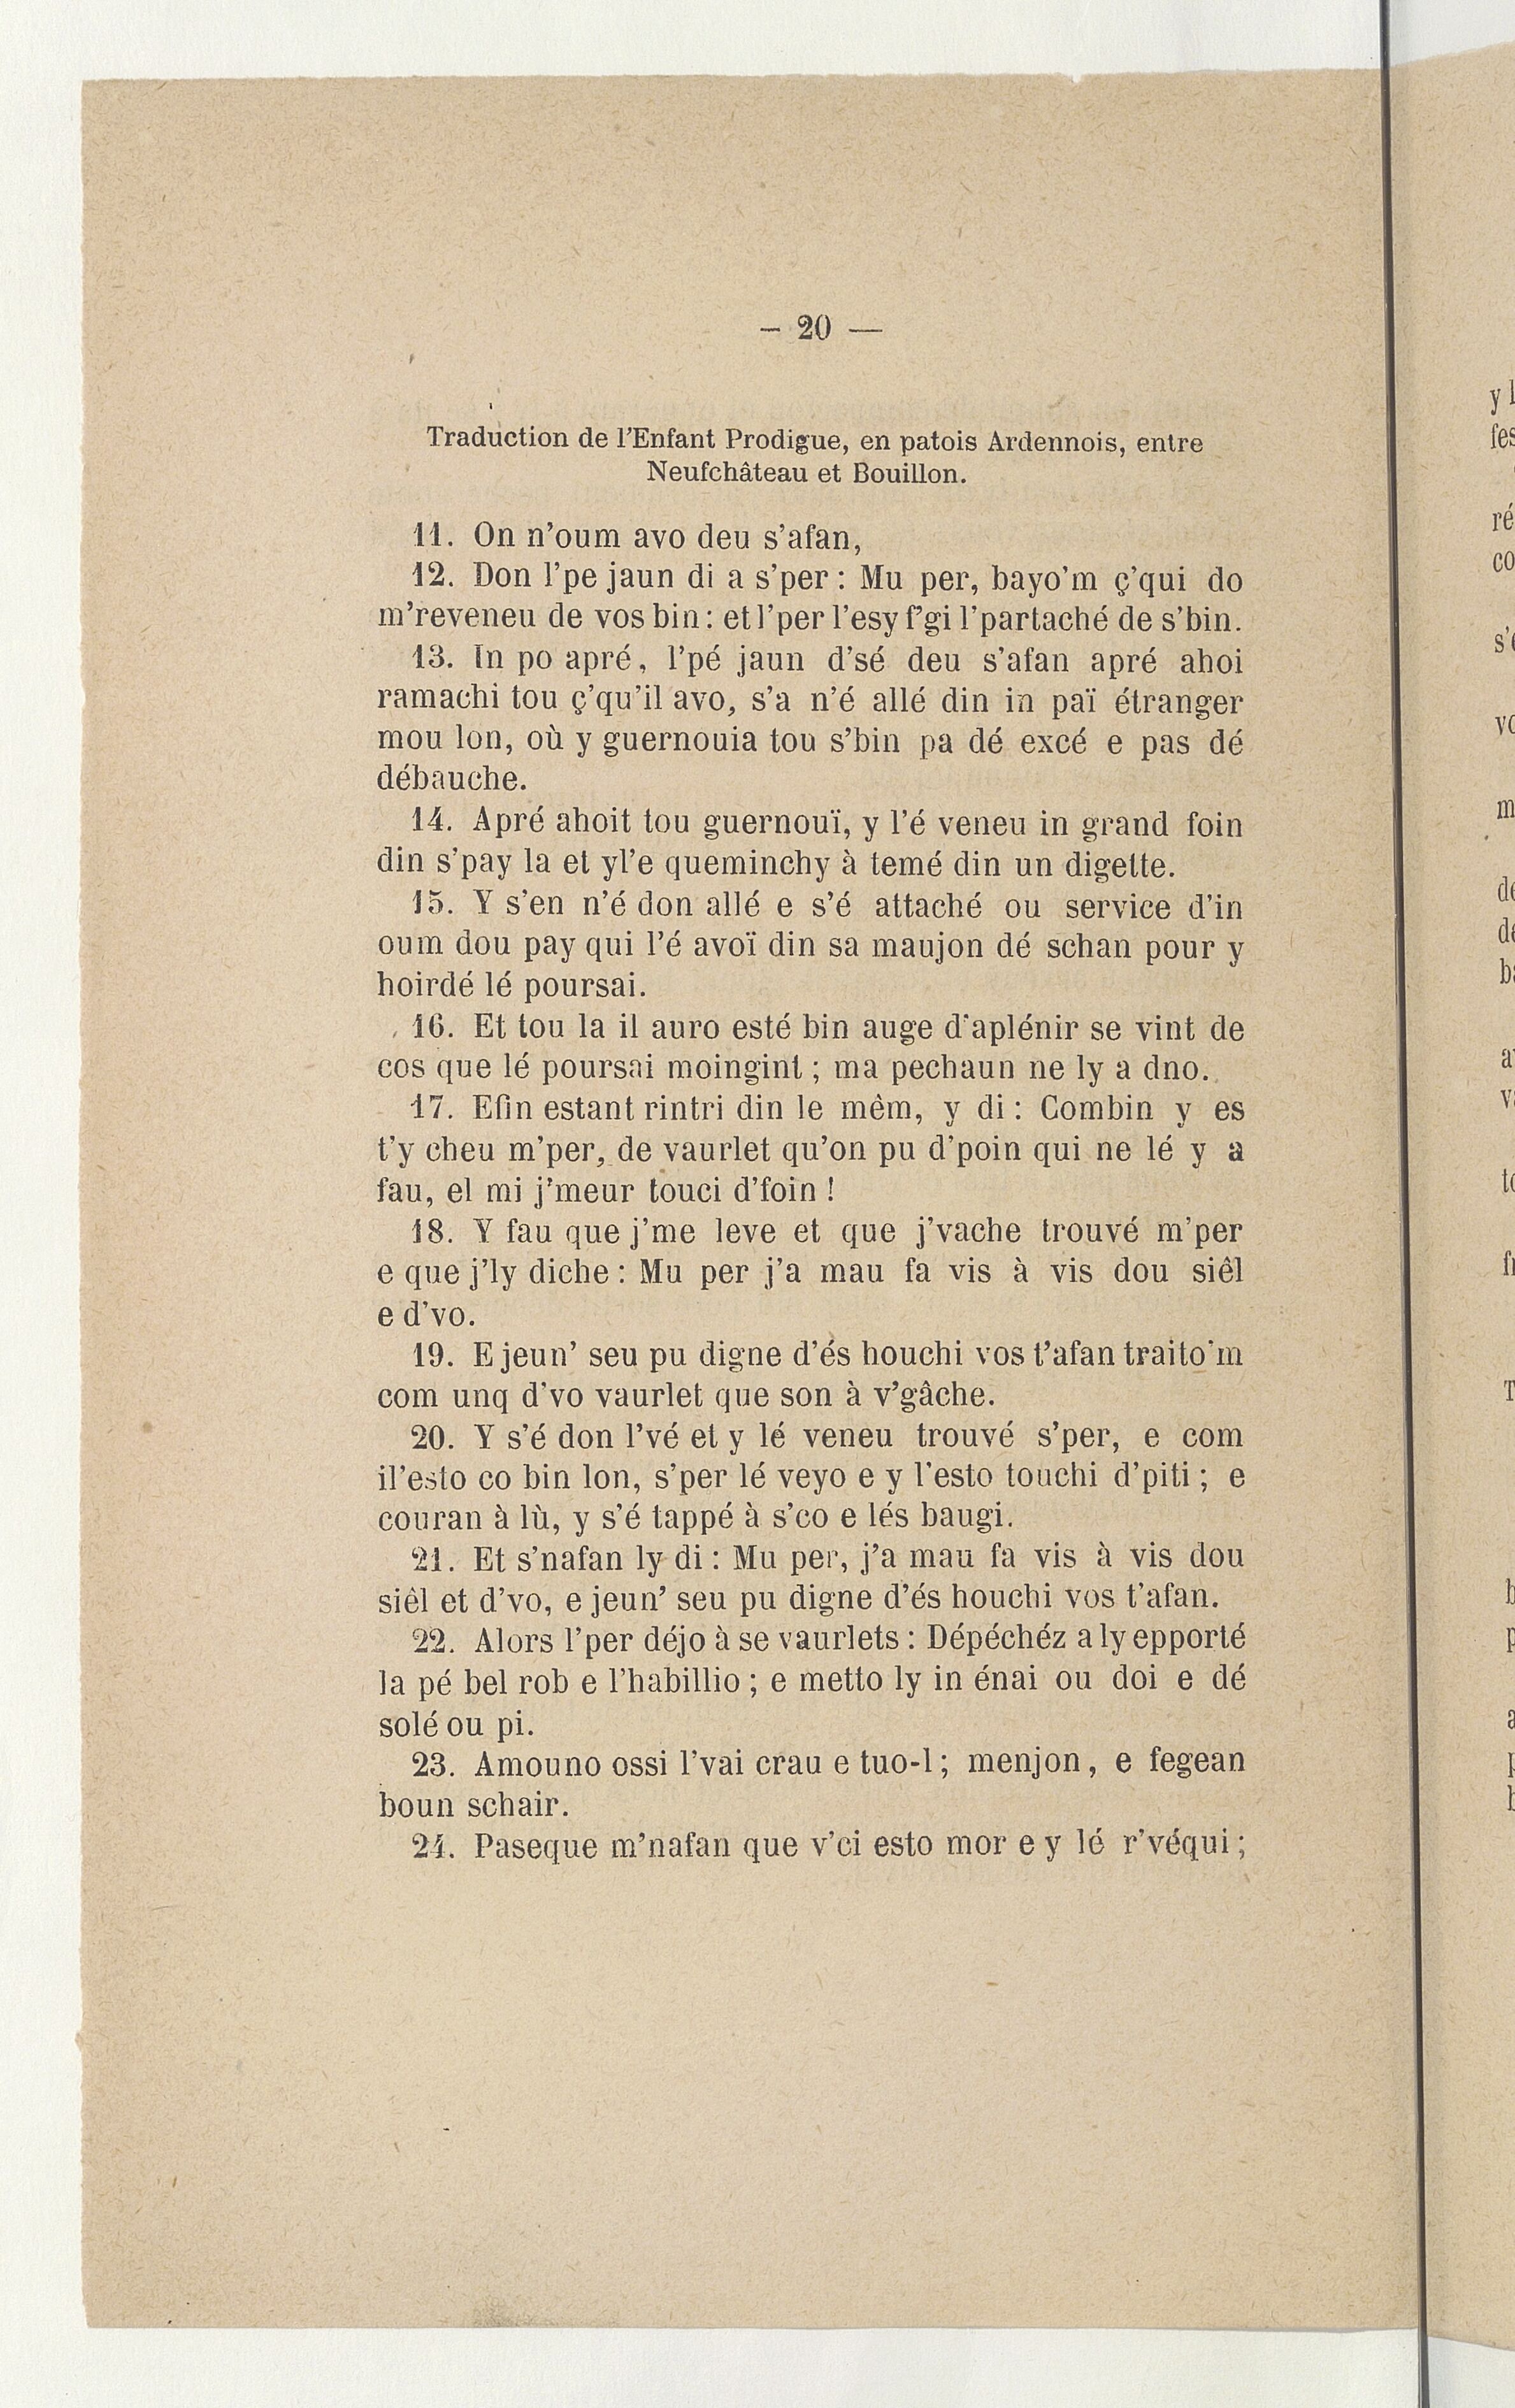 — 20 —
Traduction de l'Enfant Prodigue, en patois Ardennois, entre
Neufchâteau et Bouillon.
11. On n'oum avo deu s'afan,
12. Don l'pe jaun di a s'per : Mu per, bayo'm ç'qui do
m'reveneu de vos bin : et l'per l'esy f'gi l'partaché de s'bin.
13. In po apré, l'pé jaun d'sé deu s'afan apré ahoi
ramachi tou ç'qu'il avo, s'a n'é allé din in paï étranger
mou lon, où y guernouia tou s'bin pa dé excé e pas dé
débauche.
14. Apré ahoit tou guernouï, y l'é veneu in grand foin
din s'pay la et yl'e queminchy à temé din un digette.
15. Y s'en n'é don allé e s'é attaché ou service d'in
oum dou pay qui l'é avoï din sa maujon dé schan pour y
hoirdé lé poursai.
16. Et tou la il auro esté bin auge d'aplénir se vint de
cos que lé poursai moingint ; ma pechaun ne ly a dno.
17. Efin estant rintri din le mêm, y di : Combin y es
t'y cheu m'per, de vaurlet qu'on pu d'poin qui ne lé y a
fau, el mi j'meur touci d'foin !
18. Y fau que j'me leve et que j'vache trouvé m'per
e que j'ly diche : Mu per j'a mau fa vis à vis dou siêl
e d'vo.
19. E jeun' seu pu digne d'és houchi vos t'afan traito'm
com unq d'vo vaurlet que son à v'gâche.
20. Y s'é don l'vé et y lé veneu trouvé s'per, e com
il'esto co bin lon, s'per lé veyo e y l'esto touchi d'piti ; e
couran à lù, y s'é tappé à s'co e lés baugi.
21. Et s'nafan ly di : Mu per, j'a mau fa vis à vis dou
siêl et d'vo, e jeun' seu pu digne d'és houchi vos t'afan.
22. Alors l'per déjo à se vaurlets : Dépéchéz a ly epporté
la pé bel rob e l'habillio ; e metto ly in énai ou doi e dé
solé ou pi.
23. Amouno ossi l'vai crau e tuo-l ; menjon, e fegean
boun schair.
24. Paseque m'nafan que v'ci esto mor e y lé r'véqui ;